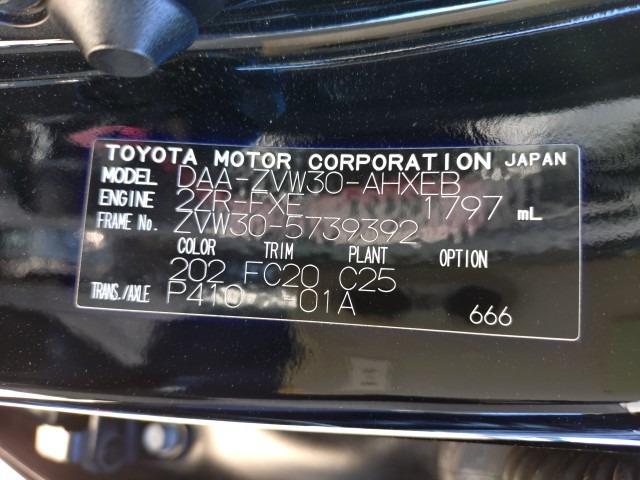 TOYOTA MOTOR CORPORATION JAPAN
MODEL DAA-ZVW30-AHXEB
ENGINE 2ZR-FXE 1797 mL
FRAME No. ZVW30-5739392
COLOR TRIM PLANT OPTION
202 FC20 C25
TRANS./AXLE P410 -01A
666